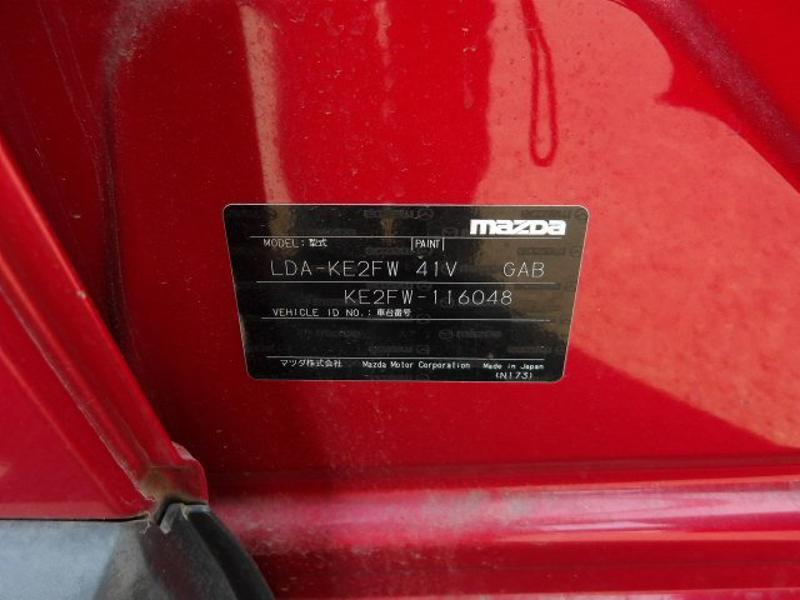 mazda
MODEL: 型式 PAINT
LDA-KE2FW 41V GAB
KE2FW-116048
VEHICLE ID NO.: 車台番号
マツダ株式会社 Mazda Motor Corporation Made in Japan
(N173)